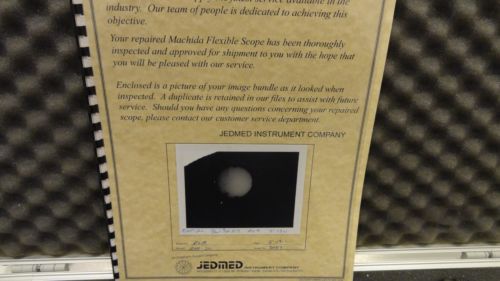 industry. Our team of people is dedicated to achieving this
objective.
Your repaired Machida Flexible Scope has been thoroughly
inspected and approved for shipment to you with the hope that
you will be pleased with our service.
Enclosed is a picture of your image bundle as it looked when
inspected. A duplicate is retained in our files to assist with future
service. Should you have any questions concerning your repaired
scope, please contact our customer service department.
JEDMED INSTRUMENT COMPANY
JEDMED INSTRUMENT COMPANY